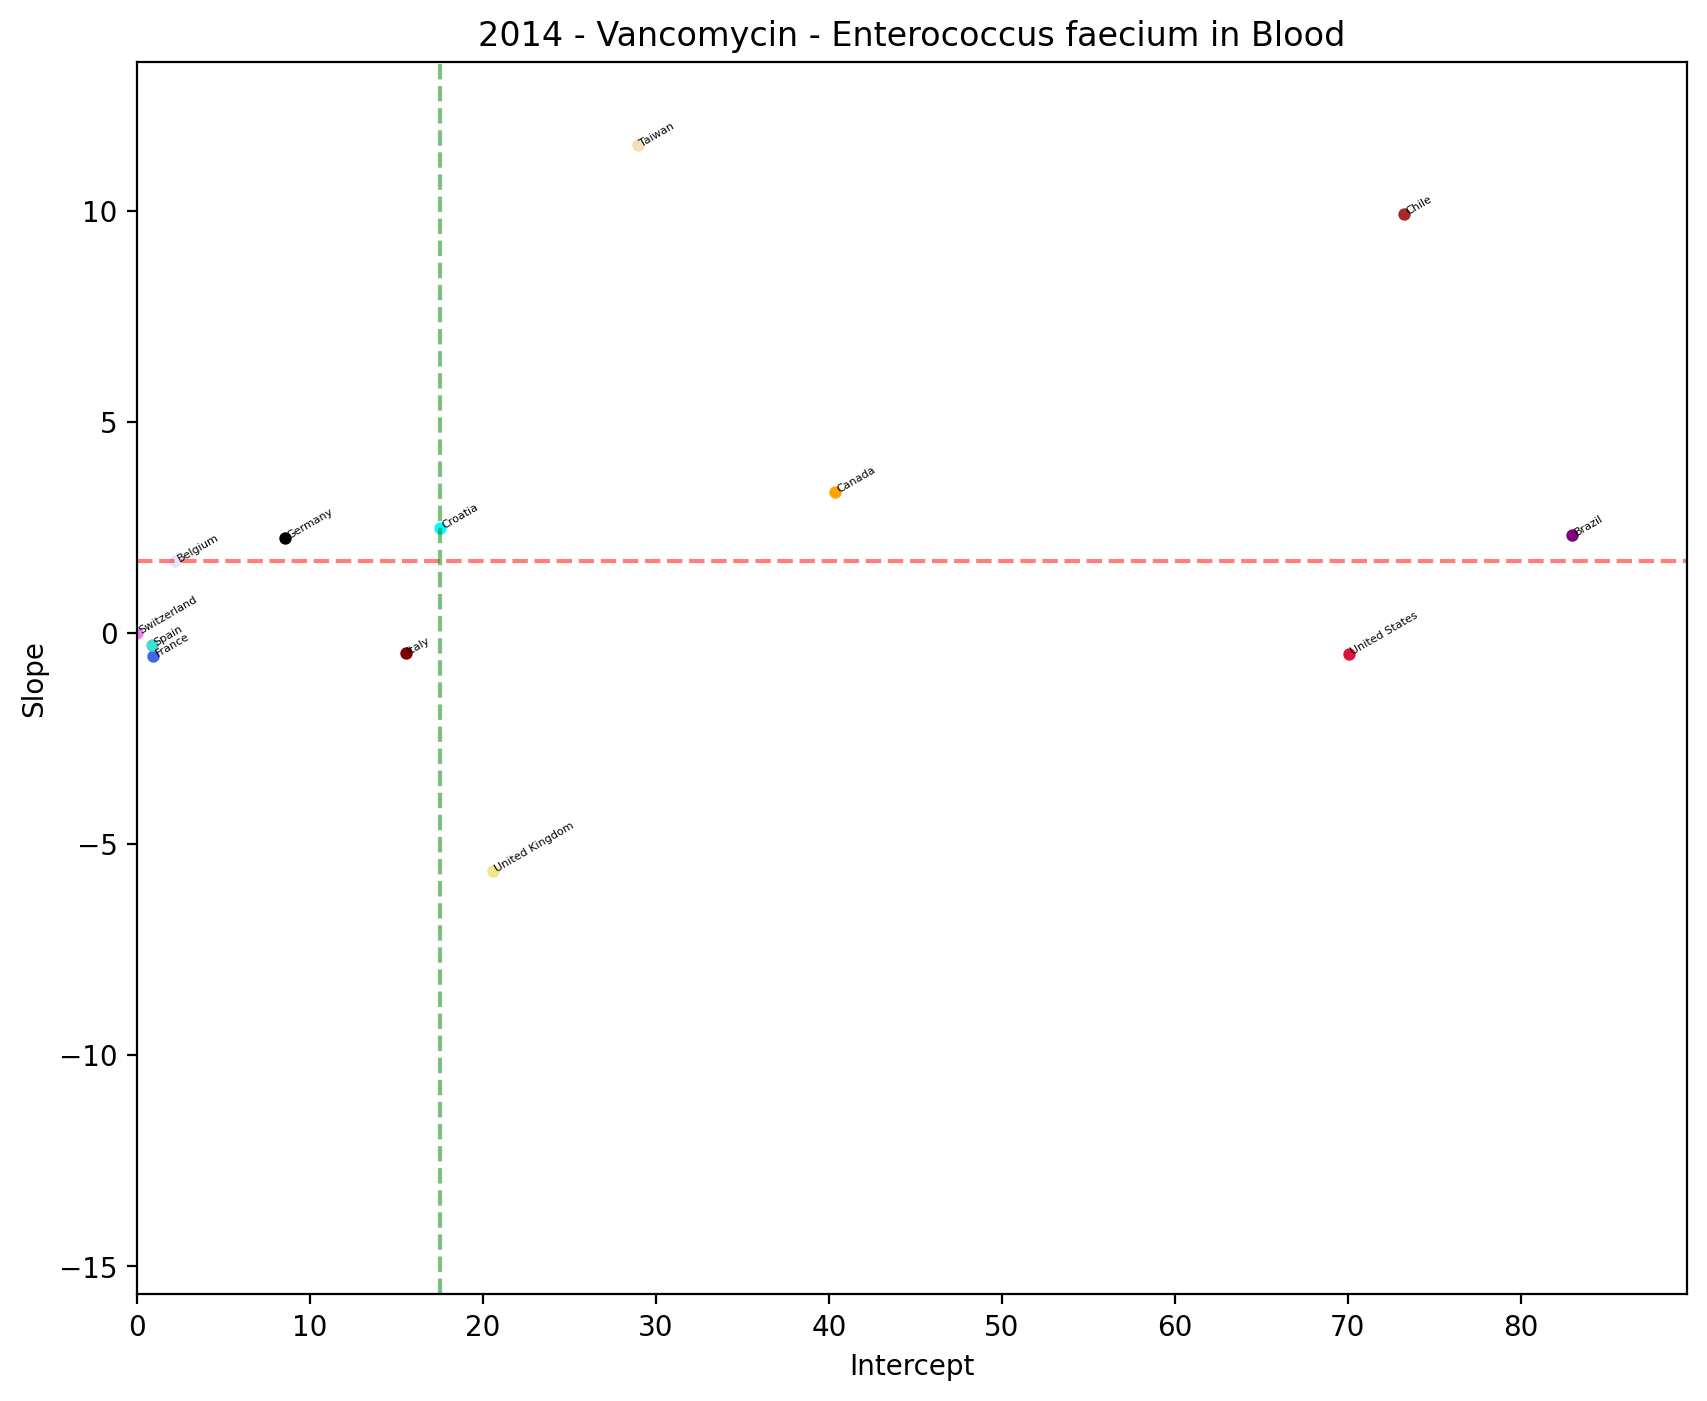 2014 - Vancomycin - Enterococcus faecium in Blood
Taiwan
Chile
10
5
Canada
Croatia
Germany
Brazil
Belgium
Switzerland
Spain
France
Italy
United States
0
Slope
United Kingdom
−5
−10
−15
0 10 20 30 40 50 60 70 80
Intercept